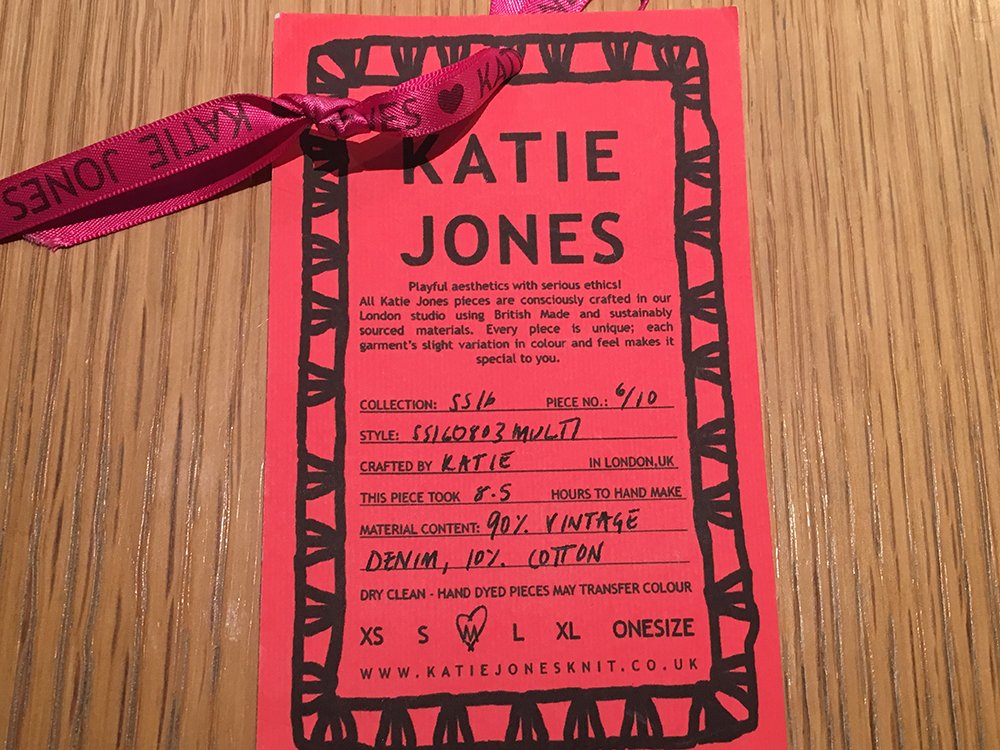 KATIE JONES
JONES ♥ KAT
KATIE
JONES
Playful aesthetics with serious ethics!
All Katie Jones pieces are consciously crafted in our
London studio using British Made and sustainably
sourced materials. Every piece is unique; each
garment's slight variation in colour and feel makes it
special to you.
COLLECTION: SS16 PIECE NO.: 6/10
STYLE: SS160803MULTI
CRAFTED BY KATIE IN LONDON,UK
THIS PIECE TOOK 8.5 HOURS TO HAND MAKE
MATERIAL CONTENT: 90% VINTAGE
DENIM, 10% COTTON
DRY CLEAN - HAND DYED PIECES MAY TRANSFER COLOUR
XS S M L XL ONESIZE
WWW.KATIEJONESKNIT.CO.UK